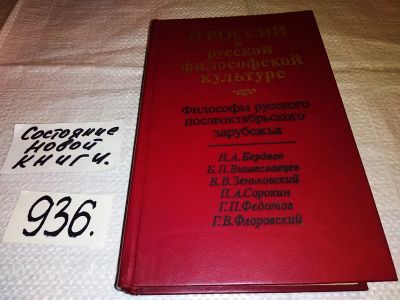 О РОССИИ и
русской
философской
культуре
Философы русского
послеоктябрьского
зарубежья
Н.А.Бердяев
Б.П.Вышеславцев
В.В.Зеньковский
П.А.Сорокин
Г.П.Федотов
Г.В.Флоровский
Состояние
новой
книги.
936.